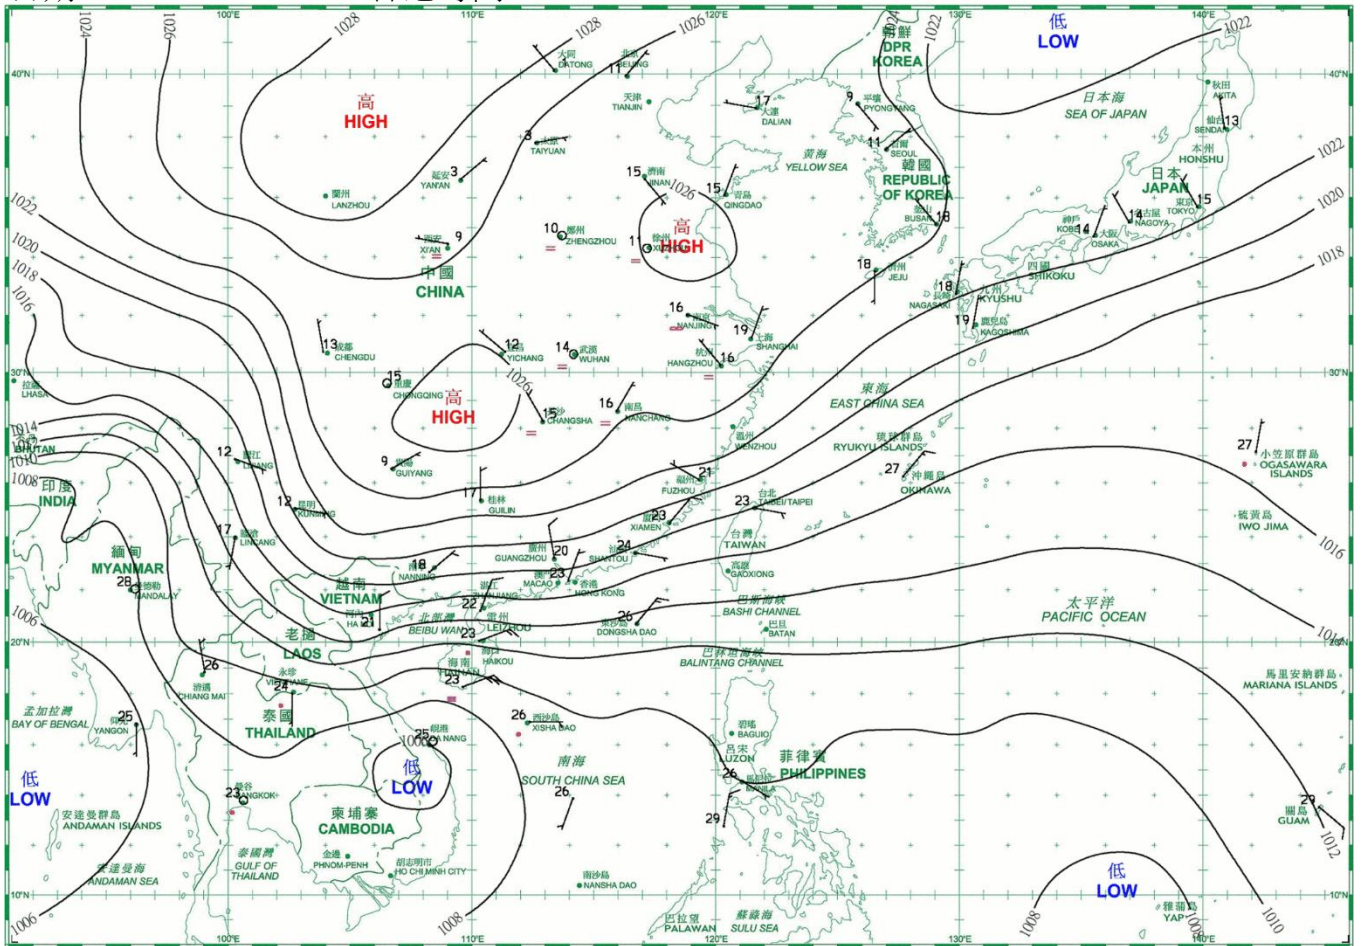 1024
1026
1028
1028
1026
1024
1022
1022
低
LOW
朝鮮
DPR
KOREA
大同
DATONG
北京
BEIJING
11
40°N
40°N
天津
TIANJIN
17
大連
DALIAN
9
平壤
PYONGYANG
日本海
SEA OF JAPAN
秋田
AKITA
仙台
SENDAI
13
高
HIGH
3
太原
TAIYUAN
黃海
YELLOW SEA
11
首爾
SEOUL
本州
HONSHU
1022
3
延安
YAN'AN
15
濟南
JINAN
1026
15
青島
QINGDAO
韓國
REPUBLIC
OF KOREA
日本
JAPAN
蘭州
LANZHOU
釜山
BUSAN
18
東京
TOKYO
15
1020
1022
高
HIGH
10
鄭州
ZHENGZHOU
11
徐州
神戶
KOBE
14
大阪
OSAKA
14
名古屋
NAGOYA
西安
XI'AN
9
1020
1018
中國
CHINA
18
濟州
JEJU
四國
SHIKOKU
18
長崎
NAGASAKI
九州
KYUSHU
1018
1016
16
南京
NANJING
19
上海
SHANGHAI
19
鹿兒島
KAGOSHIMA
13
成都
CHENGDU
12
宜昌
YICHANG
14
武漢
WUHAN
杭州
HANGZHOU
16
30°N
30°N
拉薩
LHASA
15
重慶
CHONGQING
1026
高
HIGH
東海
EAST CHINA SEA
15
長沙
CHANGSHA
16
南昌
NANCHANG
溫州
WENZHOU
琉球群島
RYUKYU ISLANDS
1014
1012
1010
1008
不丹
BHUTAN
12
麗江
LIJIANG
9
貴陽
GUIYANG
27
小笠原群島
OGASAWARA
ISLANDS
印度
INDIA
福州
FUZHOU
21
27
沖繩島
OKINAWA
12
昆明
KUNMING
17
桂林
GUILIN
廈門
XIAMEN
23
23
台北
TAIBEI/TAIPEI
硫黃島
IWO JIMA
17
臨滄
LINCANG
廣州
GUANGZHOU
20
汕頭
SHANTOU
24
台灣
TAIWAN
1016
緬甸
MYANMAR
南寧
NANNING
高雄
GAOXIONG
28
曼德勒
MANDALAY
越南
VIETNAM
湛江
ZHANJIANG
22
澳門
MACAO
23
香港
HONG KONG
巴斯海峽
BASHI CHANNEL
太平洋
PACIFIC OCEAN
1006
河內
HA NOI
21
北部灣
BEIBU WAN
雷州
LEIZHOU
26
東沙島
DONGSHA DAO
巴旦
BATAN
1014
20°N
20°N
老撾
LAOS
23
海口
HAIKOU
巴林塘海峽
BALINTANG CHANNEL
26
清邁
CHIANG MAI
永珍
VIENTIANE
24
海南
HAINAN
23
馬里安納群島
MARIANA ISLANDS
孟加拉灣
BAY OF BENGAL
25
仰光
YANGON
泰國
THAILAND
25
峴港
DA NANG
26
西沙島
XISHA DAO
碧瑤
BAGUIO
低
LOW
低
LOW
南海
SOUTH CHINA SEA
呂宋
LUZON
菲律賓
PHILIPPINES
23
曼谷
BANGKOK
26
26
馬尼拉
MANILA
安達曼群島
ANDAMAN ISLANDS
柬埔寨
CAMBODIA
29
29
關島
GUAM
1012
安達曼海
ANDAMAN SEA
泰國灣
GULF OF
THAILAND
金邊
PHNOM-PENH
胡志明市
HO CHI MINH CITY
南沙島
NANSHA DAO
低
LOW
10°N
10°N
1006
1008
巴拉望
PALAWAN
蘇祿海
SULU SEA
1008
1008
雅蒲島
YAP
1010
100°E
110°E
120°E
130°E
140°E